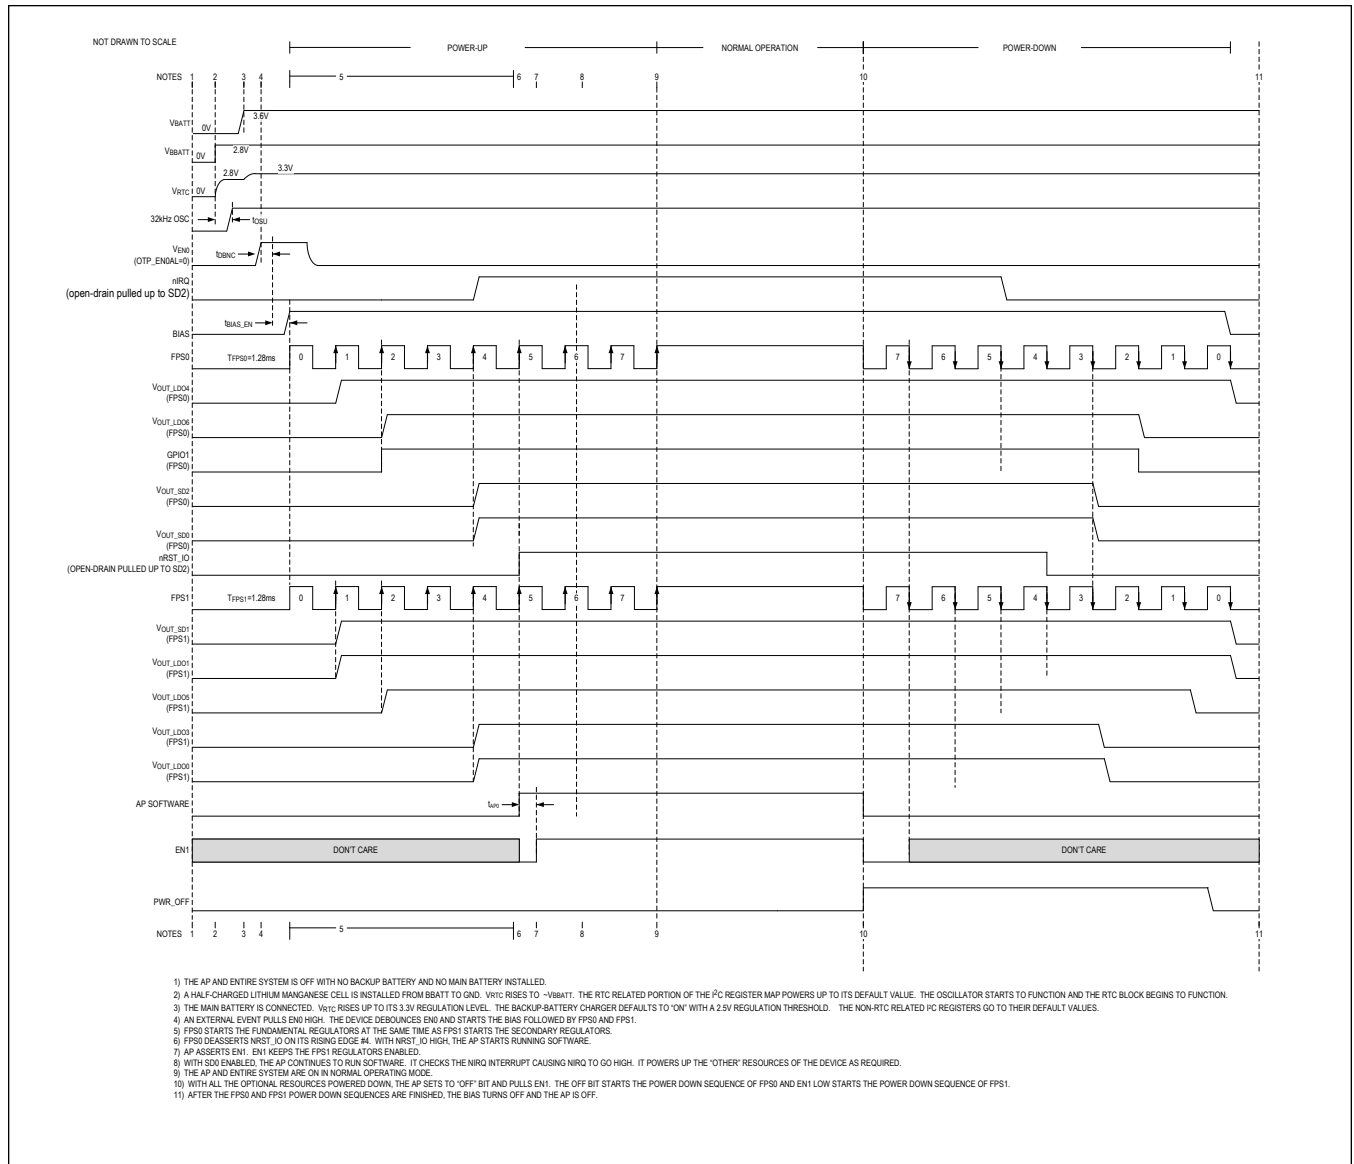 NOT DRAWN TO SCALE
POWER-UP NORMAL OPERATION POWER-DOWN
NOTES 1 2 3 4 5 6 7 8 9 10 11
VBATT 0V 3.6V
VBBATT 0V 2.8V
VRTC 0V 2.8V 3.3V
32kHz OSC tOSU
VEN0
(OTP_EN0AL=0) tDBNC
nIRQ
(open-drain pulled up to SD2)
BIAS tBIAS_EN
FPS0 TFPS0=1.28ms 0 1 2 3 4 5 6 7 7 6 5 4 3 2 1 0
VOUT_LDO4
(FPS0)
VOUT_LDO6
(FPS0)
GPIO1
(FPS0)
VOUT_SD2
(FPS0)
VOUT_SD0
(FPS0)
nRST_IO
(OPEN-DRAIN PULLED UP TO SD2)
FPS1 TFPS1=1.28ms 0 1 2 3 4 5 6 7 7 6 5 4 3 2 1 0
VOUT_SD1
(FPS1)
VOUT_LDO1
(FPS1)
VOUT_LDO5
(FPS1)
VOUT_LDO3
(FPS1)
VOUT_LDO0
(FPS1)
AP SOFTWARE tAP0
EN1 DON'T CARE DON'T CARE
PWR_OFF
NOTES 1 2 3 4 5 6 7 8 9 10 11
1) THE AP AND ENTIRE SYSTEM IS OFF WITH NO BACKUP BATTERY AND NO MAIN BATTERY INSTALLED.
2) A HALF-CHARGED LITHIUM MANGANESE CELL IS INSTALLED FROM BBATT TO GND. VRTC RISES TO ~VBBATT. THE RTC RELATED PORTION OF THE I²C REGISTER MAP POWERS UP TO ITS DEFAULT VALUE. THE OSCILLATOR STARTS TO FUNCTION AND THE RTC BLOCK BEGINS TO FUNCTION.
3) THE MAIN BATTERY IS CONNECTED. VRTC RISES UP TO ITS 3.3V REGULATION LEVEL. THE BACKUP-BATTERY CHARGER DEFAULTS TO “ON” WITH A 2.5V REGULATION THRESHOLD. THE NON-RTC RELATED I²C REGISTERS GO TO THEIR DEFAULT VALUES.
4) AN EXTERNAL EVENT PULLS EN0 HIGH. THE DEVICE DEBOUNCES EN0 AND STARTS THE BIAS FOLLOWED BY FPS0 AND FPS1.
5) FPS0 STARTS THE FUNDAMENTAL REGULATORS AT THE SAME TIME AS FPS1 STARTS THE SECONDARY REGULATORS.
6) FPS0 DEASSERTS NRST_IO ON ITS RISING EDGE #4. WITH NRST_IO HIGH, THE AP STARTS RUNNING SOFTWARE.
7) AP ASSERTS EN1. EN1 KEEPS THE FPS1 REGULATORS ENABLED.
8) WITH SD0 ENABLED, THE AP CONTINUES TO RUN SOFTWARE. IT CHECKS THE NIRQ INTERRUPT CAUSING NIRQ TO GO HIGH. IT POWERS UP THE “OTHER” RESOURCES OF THE DEVICE AS REQUIRED.
9) THE AP AND ENTIRE SYSTEM ARE ON IN NORMAL OPERATING MODE.
10) WITH ALL THE OPTIONAL RESOURCES POWERED DOWN, THE AP SETS TO “OFF” BIT AND PULLS EN1. THE OFF BIT STARTS THE POWER DOWN SEQUENCE OF FPS0 AND EN1 LOW STARTS THE POWER DOWN SEQUENCE OF FPS1.
11) AFTER THE FPS0 AND FPS1 POWER DOWN SEQUENCES ARE FINISHED, THE BIAS TURNS OFF AND THE AP IS OFF.